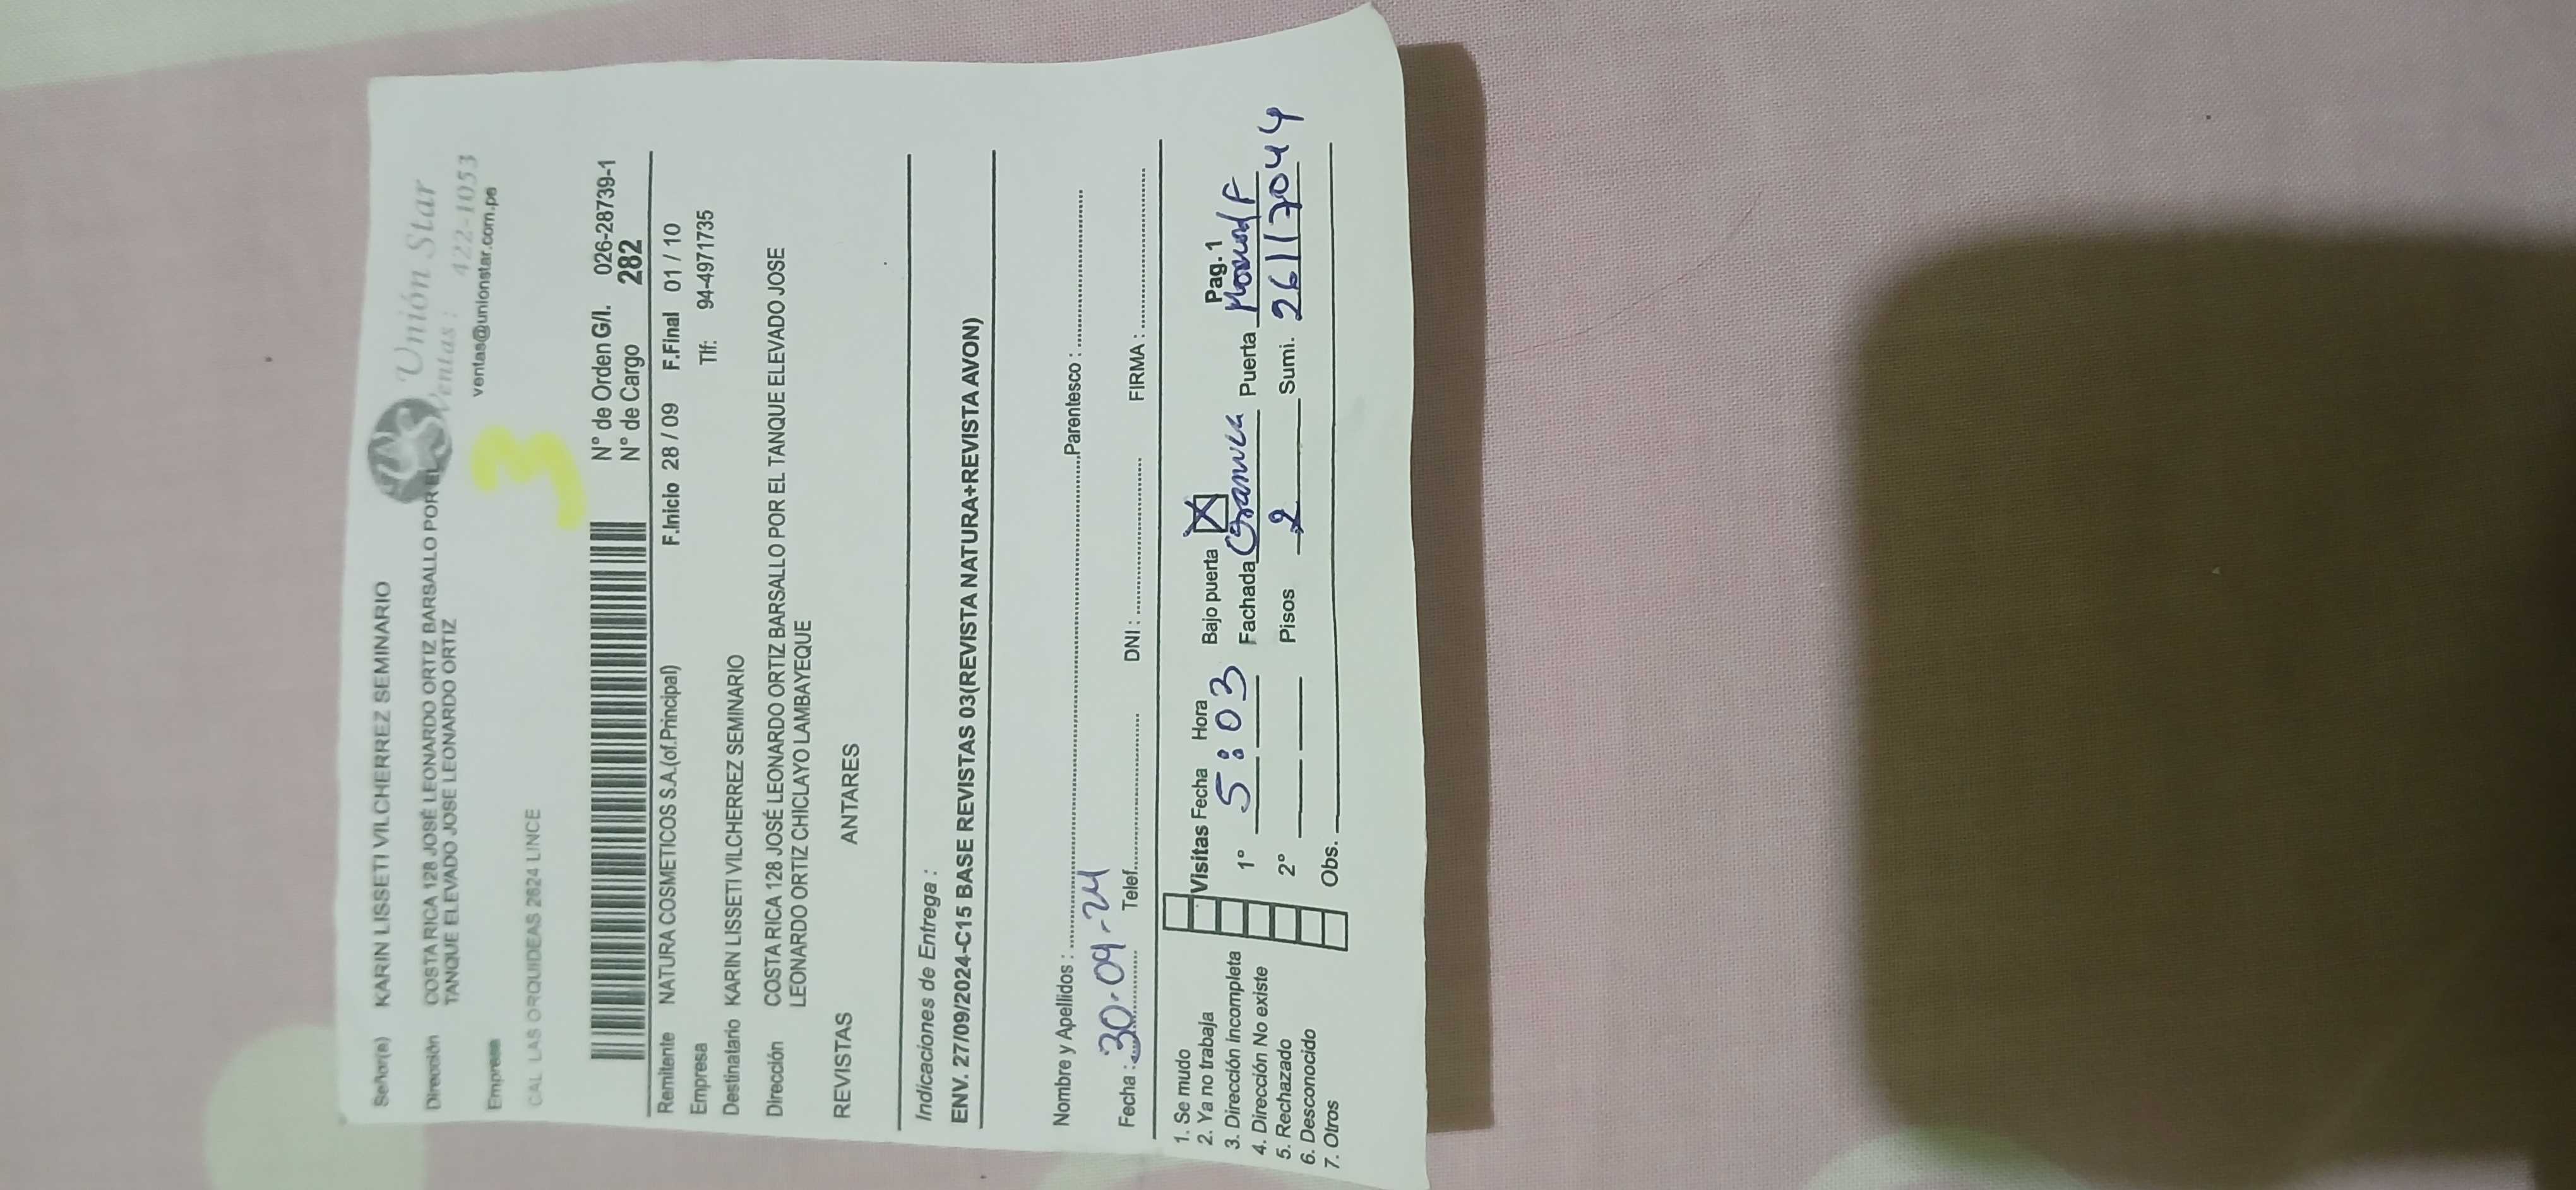 Señor(a) KARIN LISSETI VILCHERREZ SEMINARIO
Unión Star
Ventas : 422-1053
ventas@unionstar.com.pe
Dirección COSTA RICA 128 JOSÉ LEONARDO ORTIZ BARSALLO POR EL
TANQUE ELEVADO JOSE LEONARDO ORTIZ
Empresa
CAL LAS ORQUIDEAS 2624 LINCE
3
N° de Orden G/I. 026-28739-1
N° de Cargo 282
Remitente NATURA COSMETICOS S.A.(of.Principal) F.Inicio 28 / 09 F.Final 01 / 10
Empresa Tlf: 94-4971735
Destinatario KARIN LISSETI VILCHERREZ SEMINARIO
Dirección COSTA RICA 128 JOSÉ LEONARDO ORTIZ BARSALLO POR EL TANQUE ELEVADO JOSE
LEONARDO ORTIZ CHICLAYO LAMBAYEQUE
REVISTAS ANTARES
Indicaciones de Entrega :
ENV. 27/09/2024-C15 BASE REVISTAS 03(REVISTA NATURA+REVISTA AVON)
Nombre y Apellidos : Parentesco :
Fecha : 30-09-24 Telef. DNI : FIRMA :
1. Se mudo
2. Ya no trabaja
3. Dirección incompleta
4. Dirección No existe
5. Rechazado
6. Desconocido
7. Otros
Visitas Fecha Hora Bajo puerta X Pag. 1
1° 5:03 Fachada Puerta
2° Pisos 2 Sumi. 26117044
Obs.